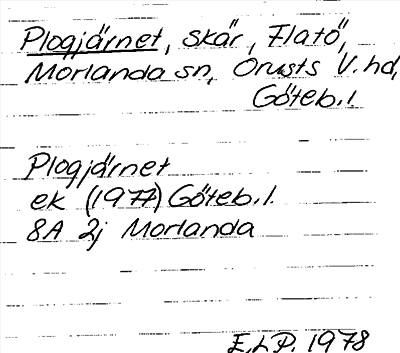 Plogjärnet, skär, Flatö,
Morlanda sn, Orusts V. hd,
Göteb. l.
Plogjärnet
ek (1977) Göteb. l.
8A 2j Morlanda
E.L.P. 1978